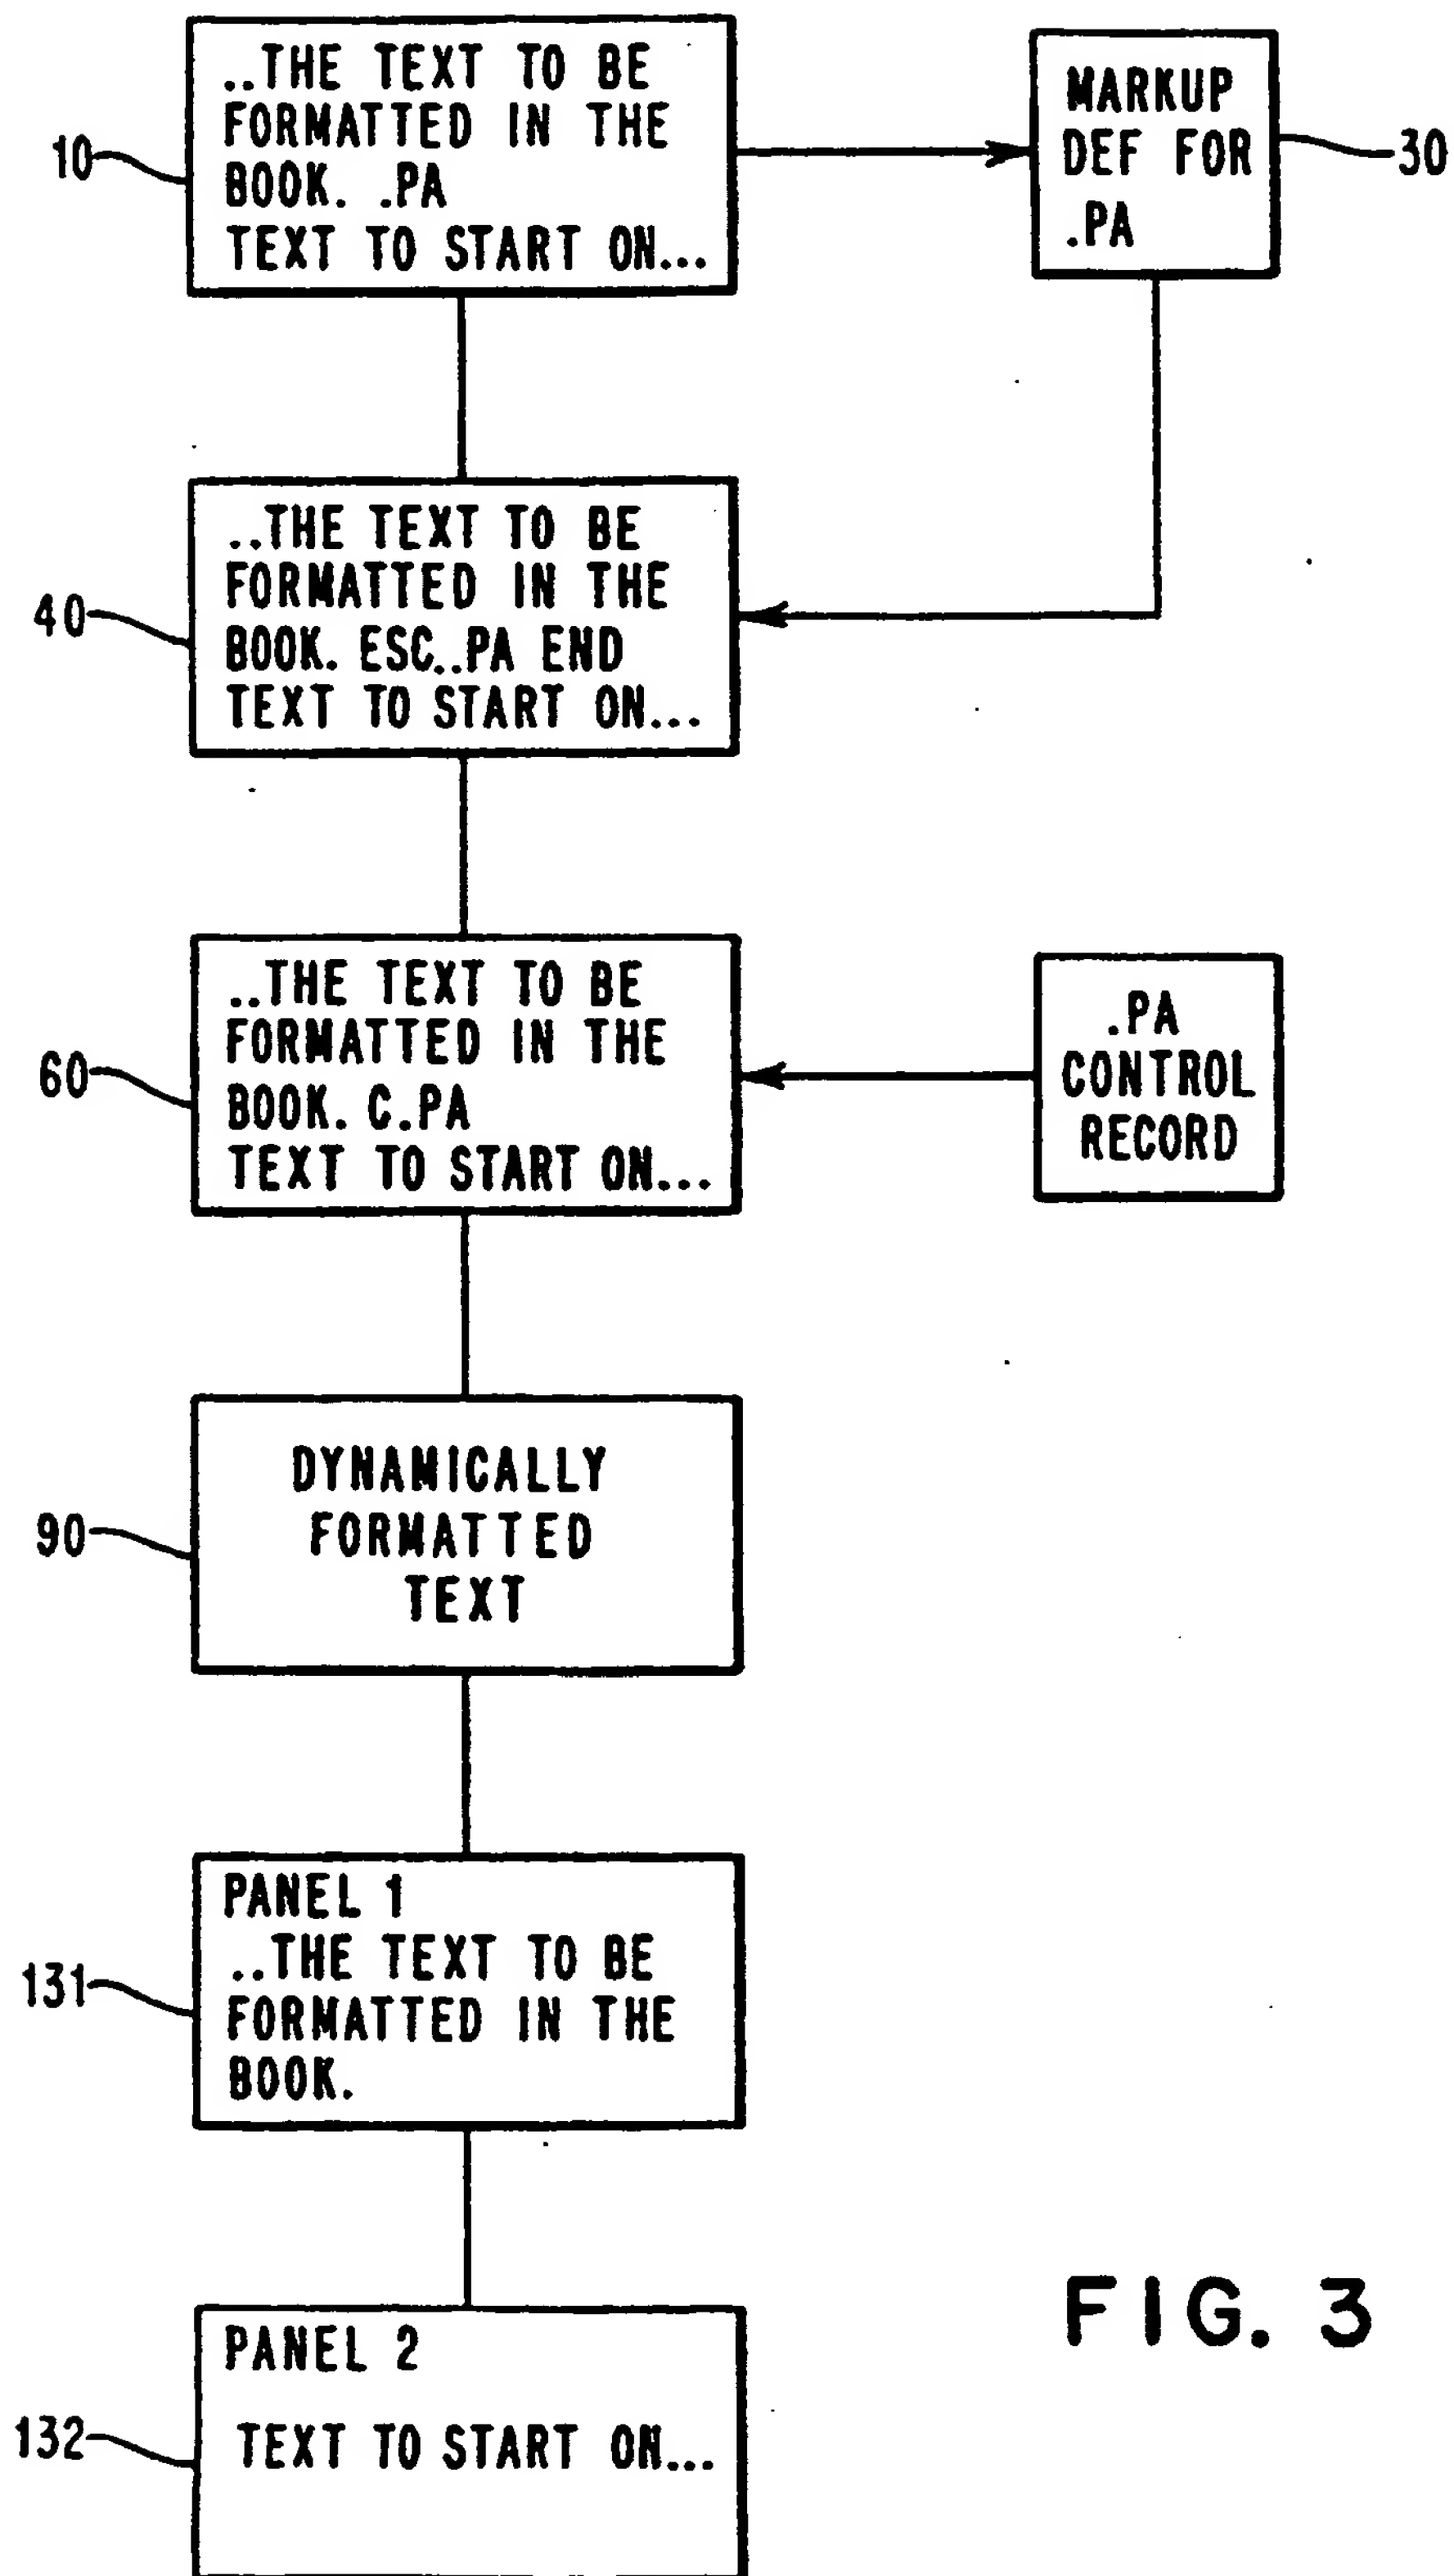 ..THE TEXT TO BE
FORMATTED IN THE
BOOK. .PA
TEXT TO START ON...
10
MARKUP
DEF FOR
.PA
30
..THE TEXT TO BE
FORMATTED IN THE
BOOK. ESC..PA END
TEXT TO START ON...
40
..THE TEXT TO BE
FORMATTED IN THE
BOOK. C.PA
TEXT TO START ON...
60
.PA
CONTROL
RECORD
DYNAMICALLY
FORMATTED
TEXT
90
PANEL 1
..THE TEXT TO BE
FORMATTED IN THE
BOOK.
131
PANEL 2
TEXT TO START ON...
132
FIG. 3